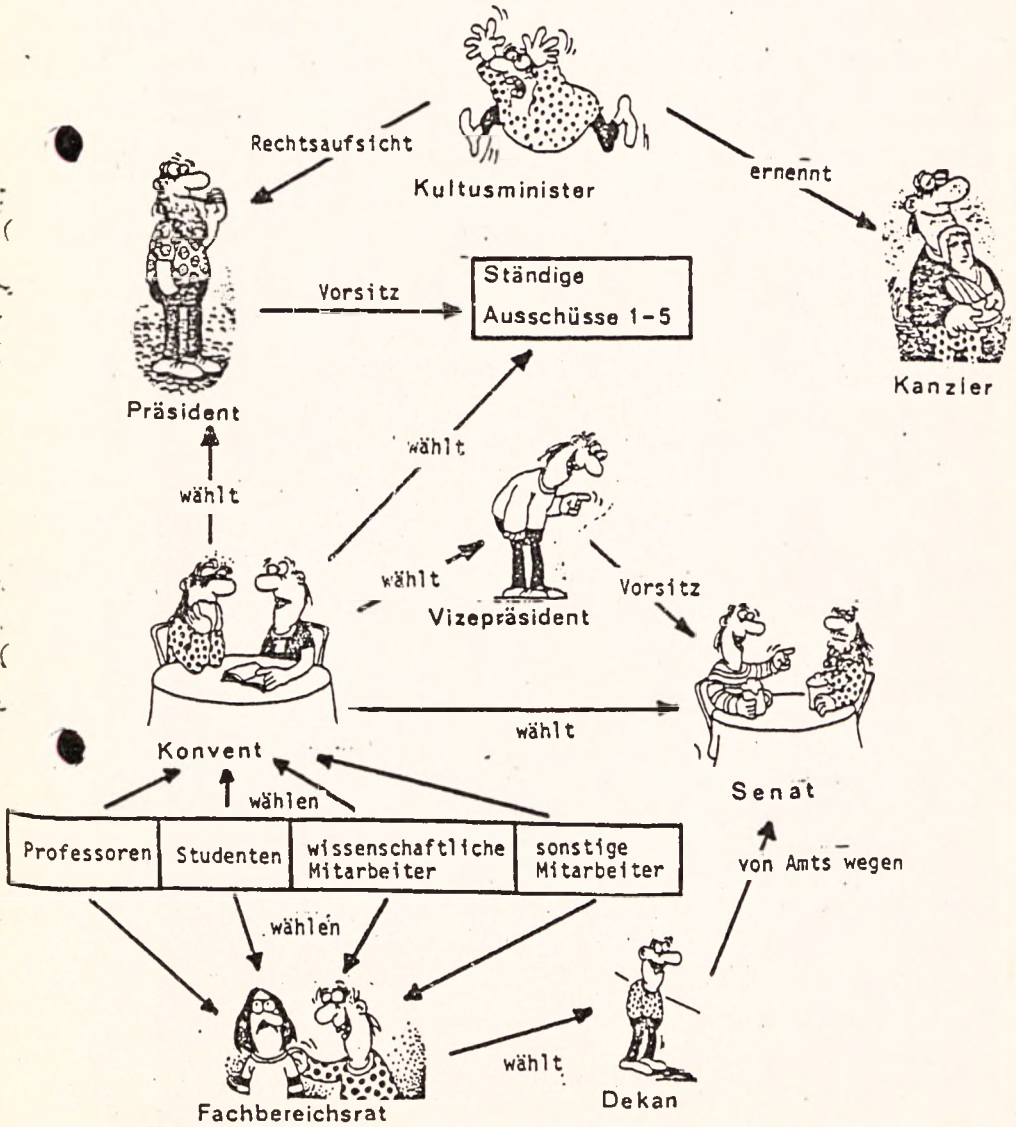 Rechtsaufsicht
Kultusminister
ernennt
Vorsitz
Ständige
Ausschüsse 1-5
Kanzler
Präsident
wählt
wählt
wählt
Vizepräsident
Vorsitz
wählt
Konvent
wählen
Senat
Professoren
Studenten
wissenschaftliche
Mitarbeiter
sonstige
Mitarbeiter
von Amts wegen
wählen
wählt
Fachbereichsrat
Dekan